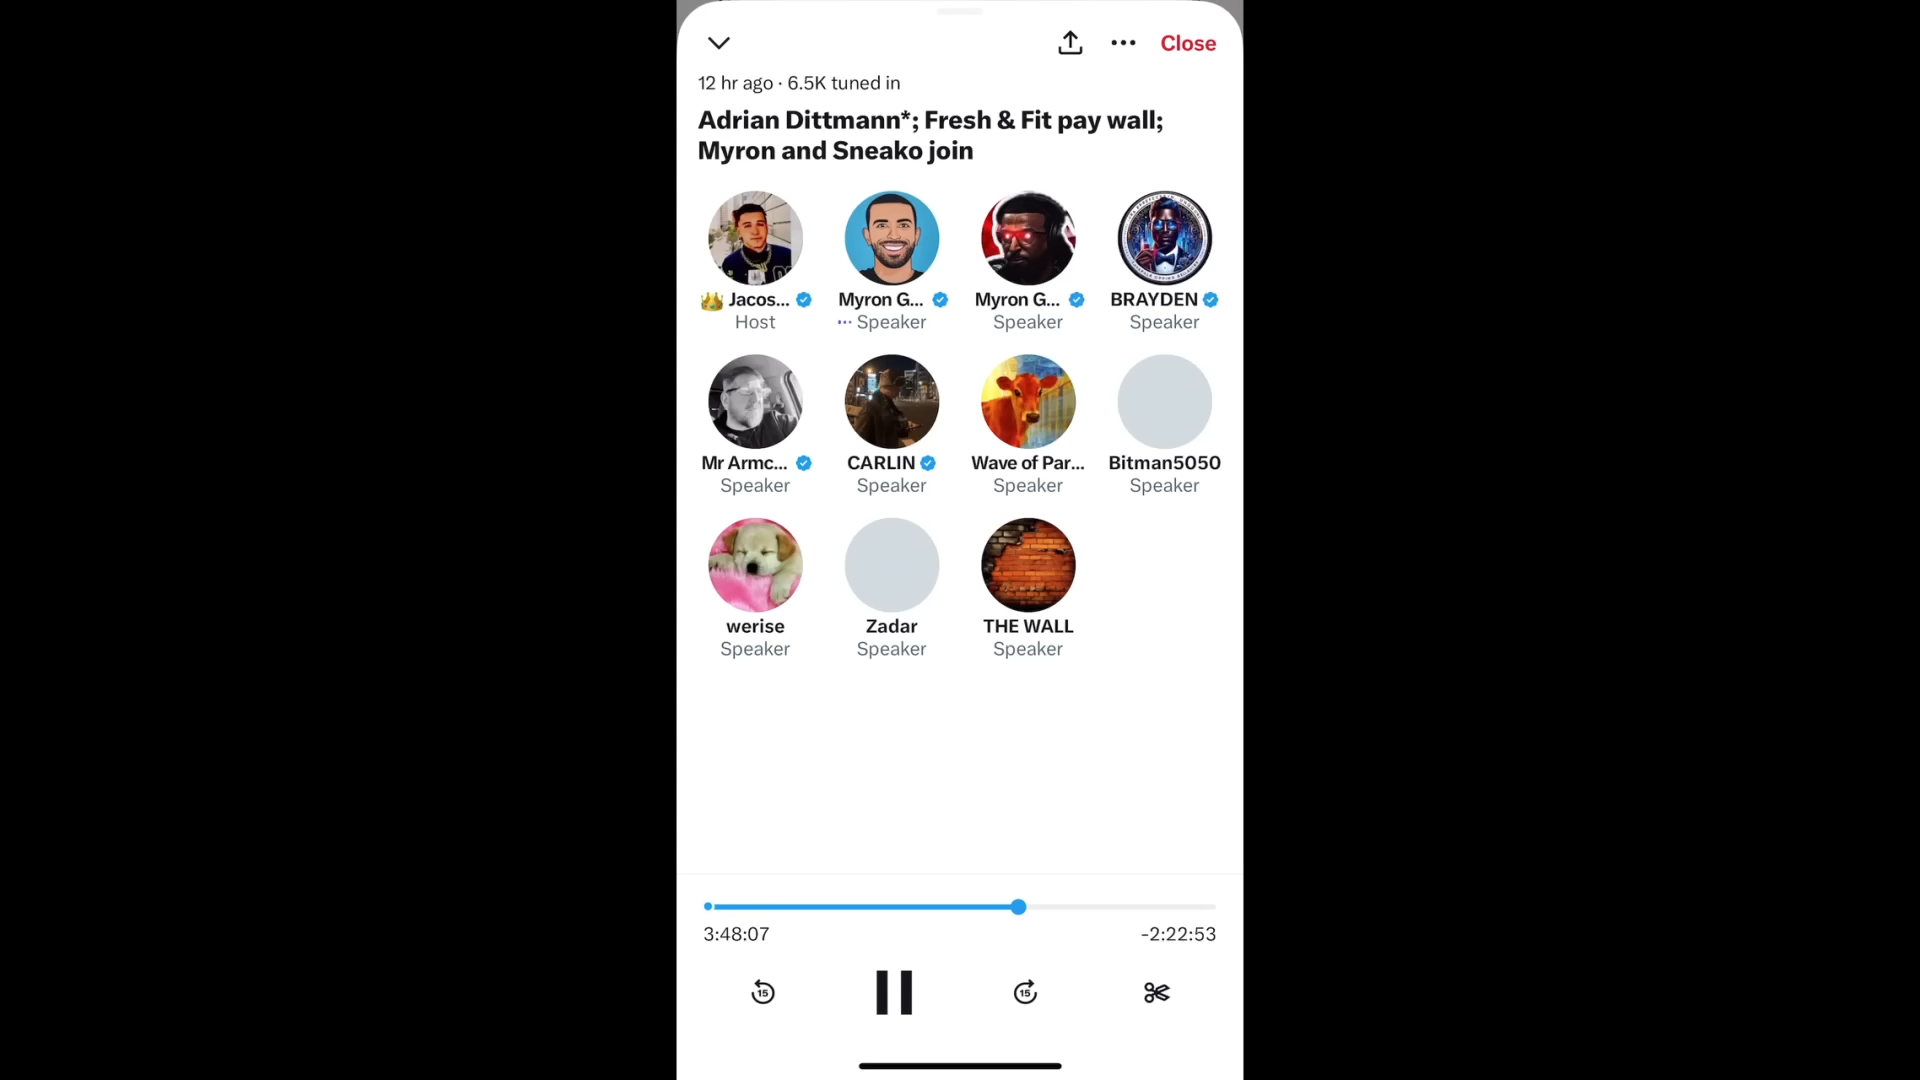 Close
12 hr ago · 6.5K tuned in
Adrian Dittmann*; Fresh & Fit pay wall;
Myron and Sneako join
👑 Jacos... Myron G... Myron G... BRAYDEN
Host Speaker Speaker Speaker
Mr Armc... CARLIN Wave of Par... Bitman5050
Speaker Speaker Speaker Speaker
werise Zadar THE WALL
Speaker Speaker Speaker
3:48:07 -2:22:53
15 15